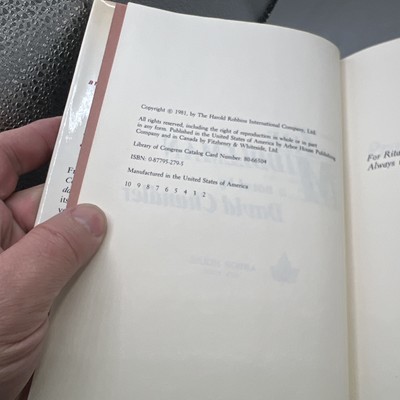 Copyright © 1981, by The Harold Robbins International Company, Ltd.
All rights reserved, including the right of reproduction in whole or in part
in any form. Published in the United States of America by Arbor House Publishing
Company and in Canada by Fitzhenry & Whiteside, Ltd.
Library of Congress Catalog Card Number: 80-66504
ISBN: 0-87795-279-5
Manufactured in the United States of America
10 9 8 7 6 5 4 3 2
For Rita
Always
David Chandler